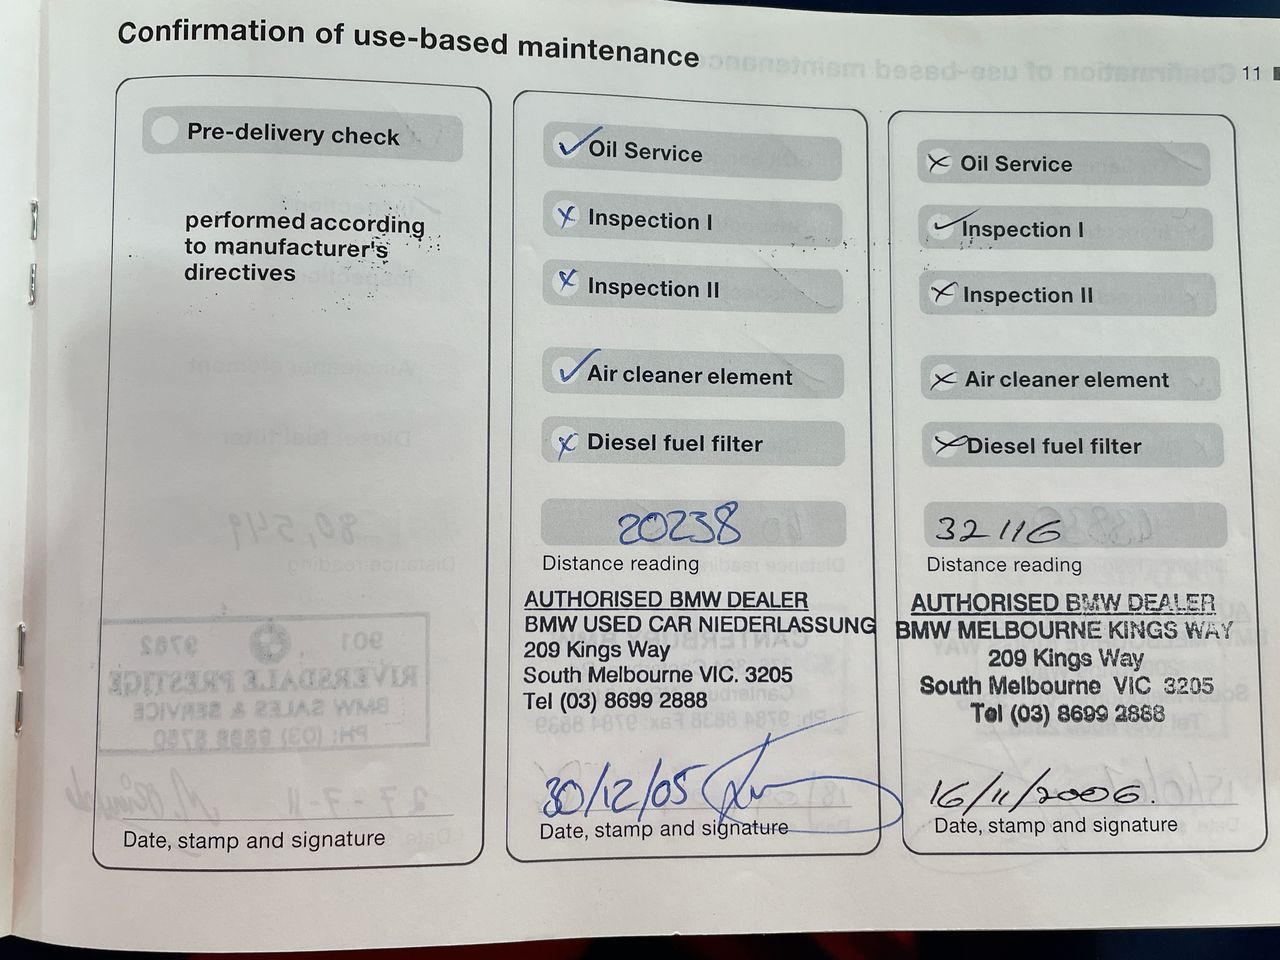 Confirmation of use-based maintenance
11
Pre-delivery check
performed according
to manufacturer's
directives
Date, stamp and signature
Oil Service
Inspection I
Inspection II
Air cleaner element
Diesel fuel filter
20238
Distance reading
AUTHORISED BMW DEALER
BMW USED CAR NIEDERLASSUNG
209 Kings Way
South Melbourne VIC. 3205
Tel (03) 8699 2888
30/12/05
Date, stamp and signature
Oil Service
Inspection I
Inspection II
Air cleaner element
Diesel fuel filter
32116
Distance reading
AUTHORISED BMW DEALER
BMW MELBOURNE KINGS WAY
209 Kings Way
South Melbourne VIC 3205
Tel (03) 8699 2888
16/11/2006.
Date, stamp and signature